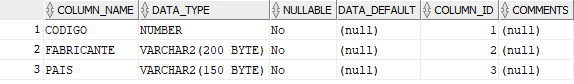 COLUMN_NAME DATA_TYPE NULLABLE DATA_DEFAULT COLUMN_ID COMMENTS
1 CODIGO NUMBER No (null) 1 (null)
2 FABRICANTE VARCHAR2(200 BYTE) No (null) 2 (null)
3 PAIS VARCHAR2(150 BYTE) No (null) 3 (null)